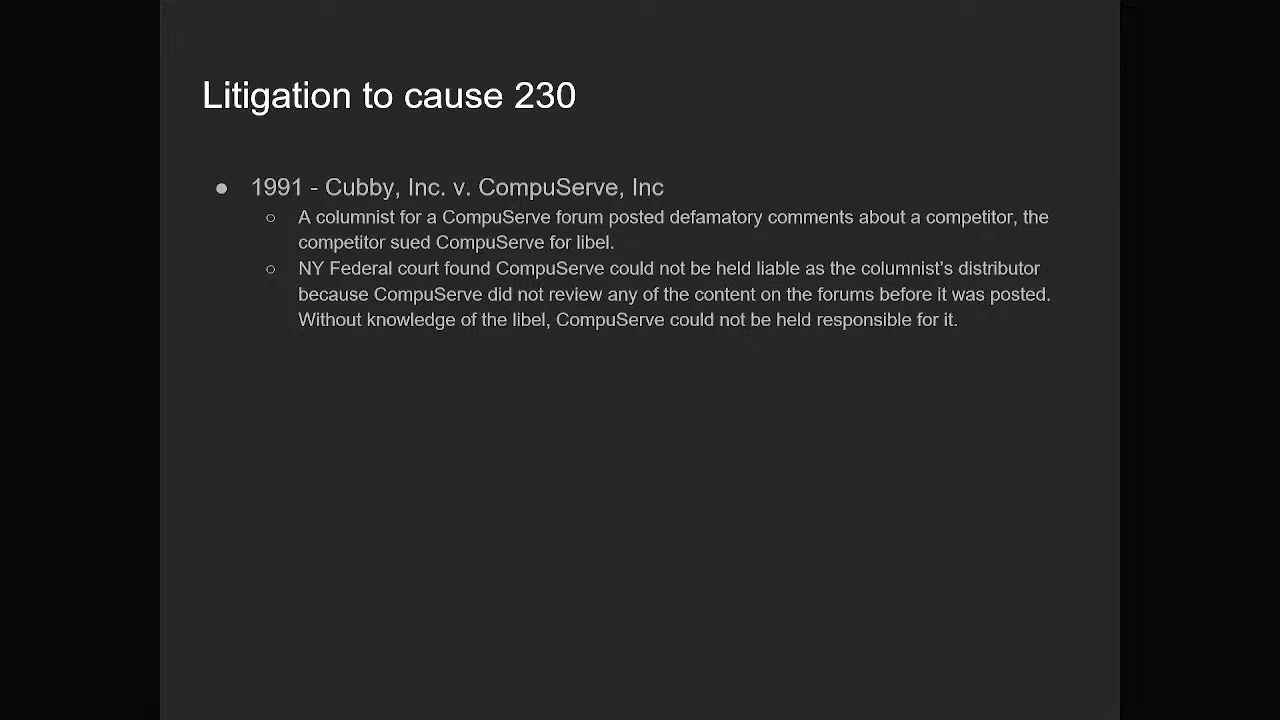 Litigation to cause 230
● 1991 - Cubby, Inc. v. CompuServe, Inc
○ A columnist for a CompuServe forum posted defamatory comments about a competitor, the
competitor sued CompuServe for libel.
○ NY Federal court found CompuServe could not be held liable as the columnist's distributor
because CompuServe did not review any of the content on the forums before it was posted.
Without knowledge of the libel, CompuServe could not be held responsible for it.